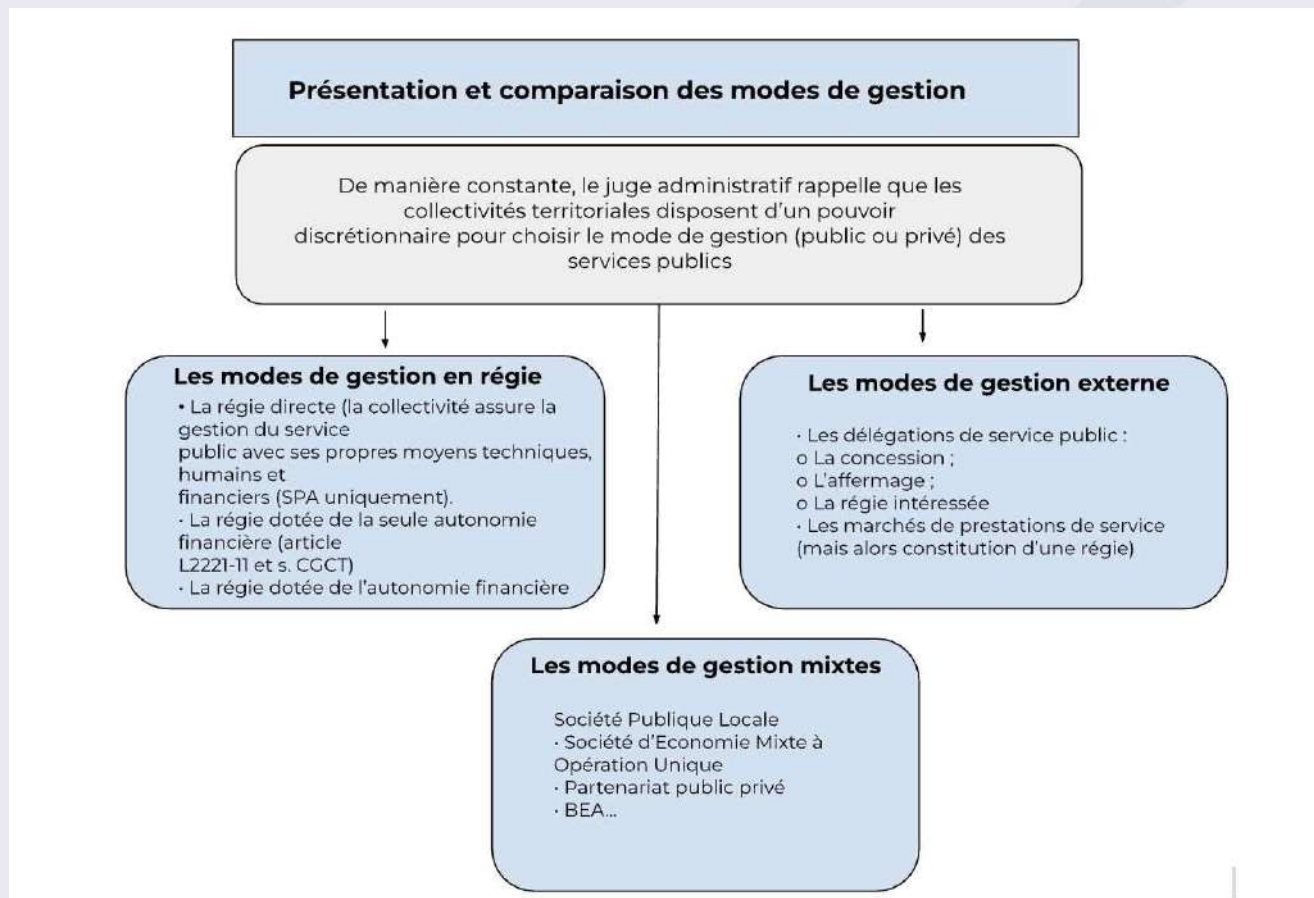 Présentation et comparaison des modes de gestion
De manière constante, le juge administratif rappelle que les
collectivités territoriales disposent d'un pouvoir
discrétionnaire pour choisir le mode de gestion (public ou privé) des
services publics
Les modes de gestion en régie
• La régie directe (la collectivité assure la
gestion du service
public avec ses propres moyens techniques,
humains et
financiers (SPA uniquement).
· La régie dotée de la seule autonomie
financière (article
L2221-11 et s. CGCT)
· La régie dotée de l'autonomie financière
Les modes de gestion externe
· Les délégations de service public :
o La concession ;
o L'affermage ;
o La régie intéressée
· Les marchés de prestations de service
(mais alors constitution d'une régie)
Les modes de gestion mixtes
Société Publique Locale
· Société d'Economie Mixte à
Opération Unique
· Partenariat public privé
· BEA...